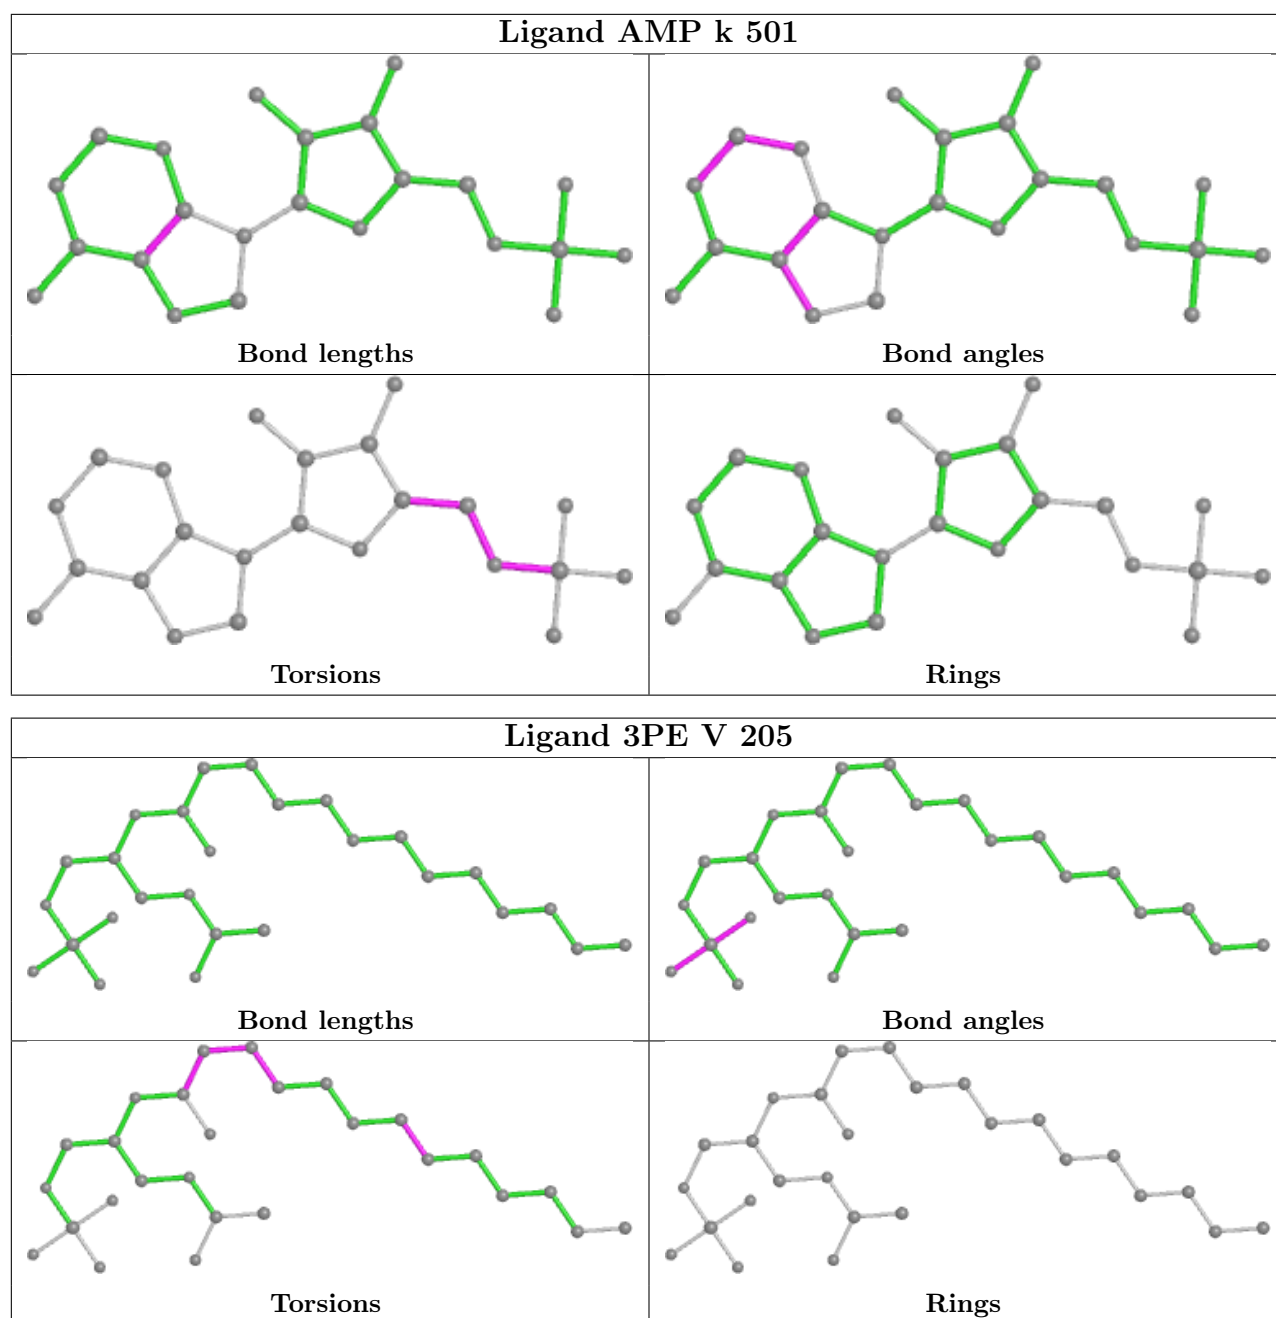 Ligand AMP k 501
Bond lengths
Bond angles
Torsions
Rings
Ligand 3PE V 205
Bond lengths
Bond angles
Torsions
Rings